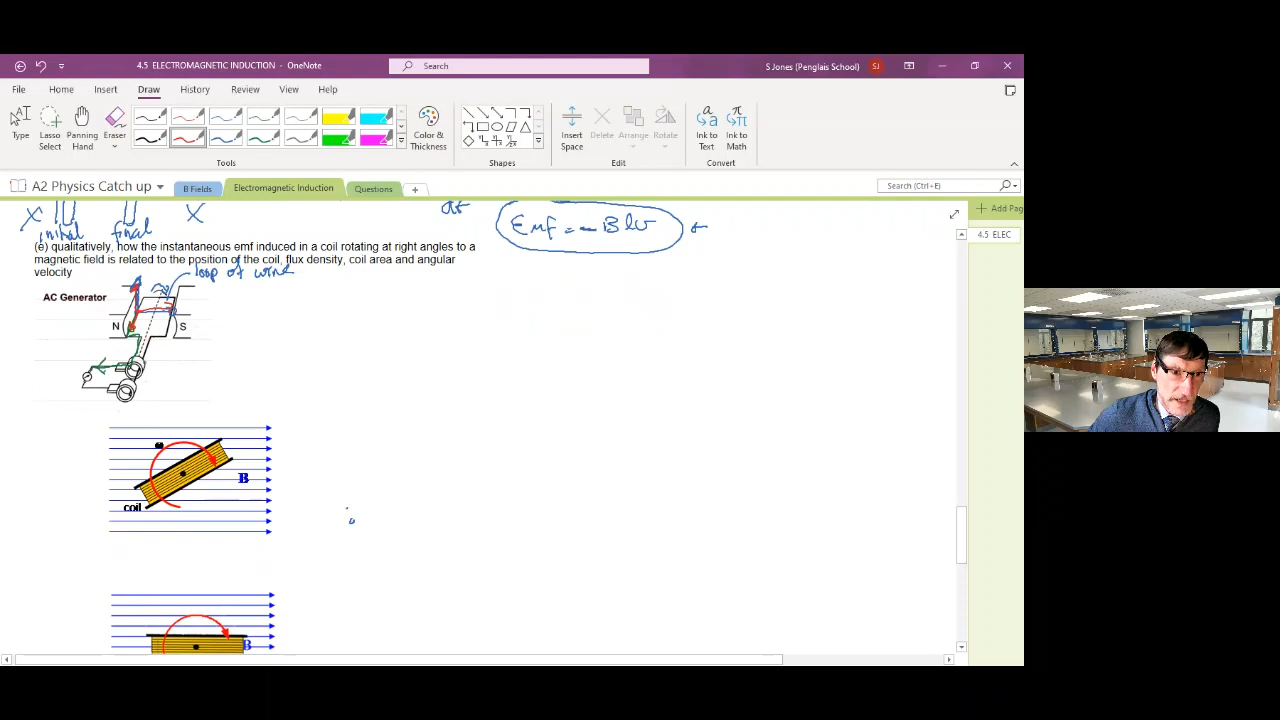 4.5 ELECTROMAGNETIC INDUCTION - OneNote
Search
S Jones (Penglais School)
SJ
File Home Insert Draw History Review View Help
Type
Lasso Select
Panning Hand
Eraser
Color & Thickness
Insert Space
Delete
Arrange
Rotate
Ink to Text
Ink to Math
Tools
Shapes
Edit
Convert
A2 Physics Catch up
B Fields
Electromagnetic Induction
Questions
Search (Ctrl+E)
Add Pag
4.5 ELEC
X X
initial final
Emf = - Blv
(e) qualitatively, how the instantaneous emf induced in a coil rotating at right angles to a
magnetic field is related to the position of the coil, flux density, coil area and angular
velocity
loop of wire
AC Generator
N S
ω
B
coil
B